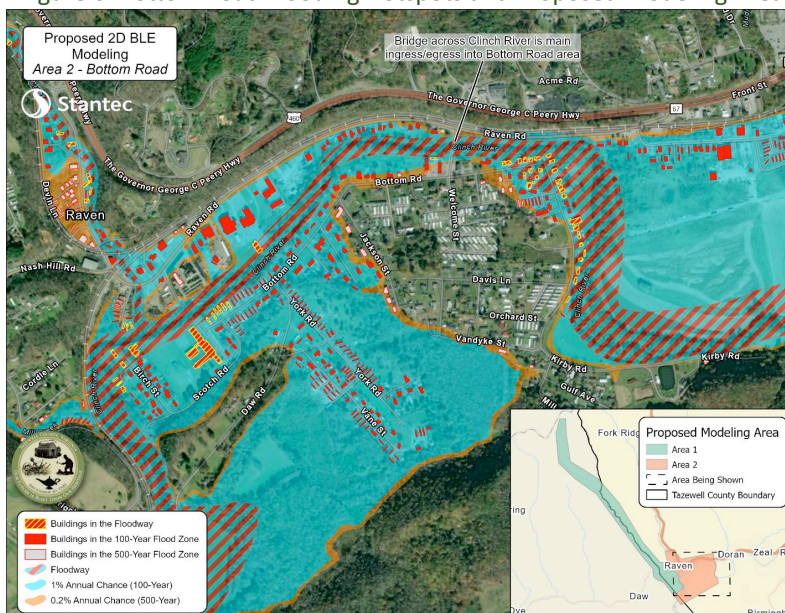 Proposed 2D BLE
Modeling
Area 2 - Bottom Road
Stantec
Bridge across Clinch River is main
ingress/egress into Bottom Road area
Acme Rd
The Governor George C Peery Hwy
67
Front St
460
Raven Rd
Clinch River
The Governor George C Peery Hwy
Bottom Rd
Devin Ln
Raven
Raven Rd
Welcome St
Jackson St
Nash Hill Rd
Clinch River
Bottom Rd
Davis Ln
York Rd
Orchard St
Clinch River
Vandyke St
Kirby Rd
Kirby Rd
Cordle Ln
Birch St
Scotch Rd
Daw Rd
York Rd
Vane St
Gulf Ave
Mill
Buildings in the Floodway
Buildings in the 100-Year Flood Zone
Buildings in the 500-Year Flood Zone
Floodway
1% Annual Chance (100-Year)
0.2% Annual Chance (500-Year)
Proposed Modeling Area
Area 1
Area 2
Area Being Shown
Tazewell County Boundary
Fork Ridge
Doran
Zeal
Raven
Daw